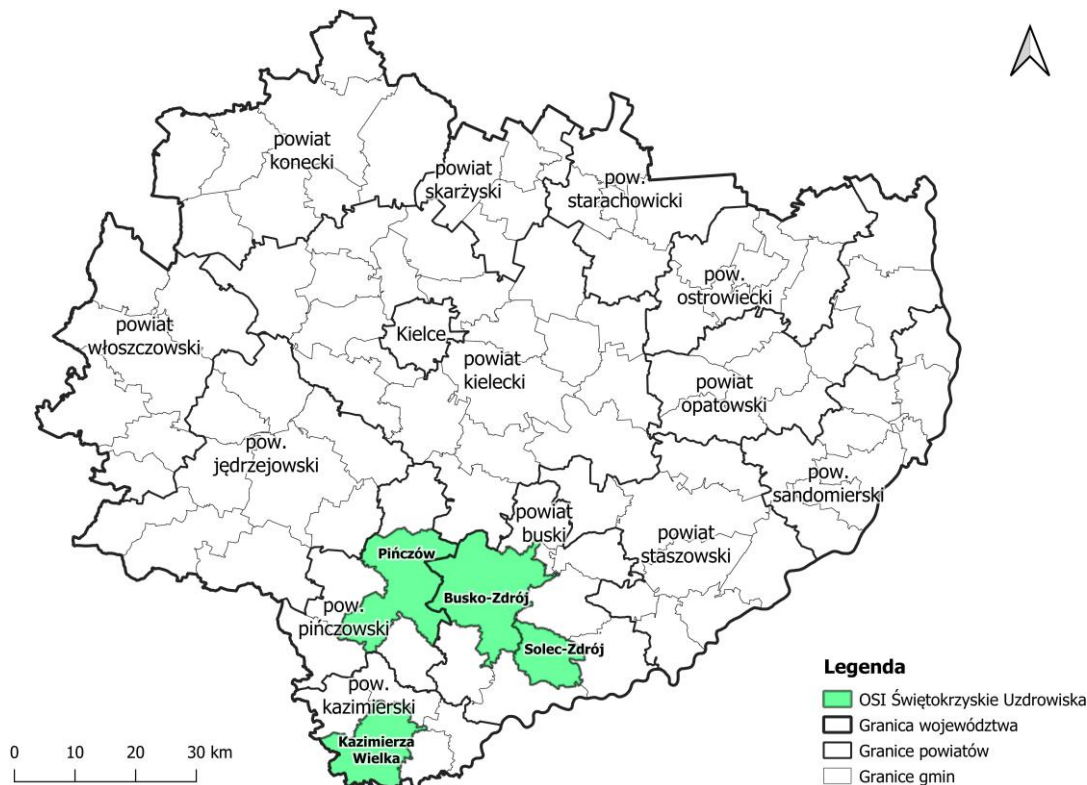 powiat
konecki
powiat
skarżyski
pow.
starachowicki
pow.
ostrowiecki
powiat
włoszczowski
Kielce
powiat
kielecki
powiat
opatowski
pow.
jędrzejowski
pow.
sandomierski
powiat
buski
powiat
staszowski
Pińczów
Busko-Zdrój
pow.
pińczowski
Solec-Zdrój
pow.
kazimierski
Kazimierza
Wielka
0 10 20 30 km
Legenda
OSI Świętokrzyskie Uzdrowiska
Granica województwa
Granice powiatów
Granice gmin